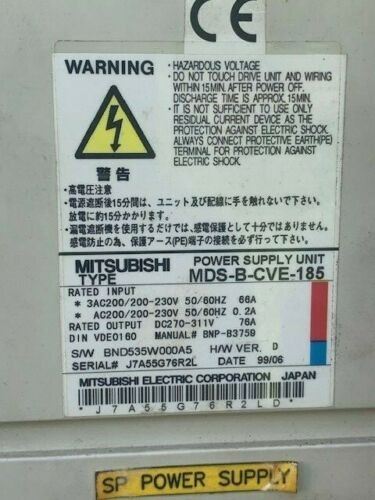 CE
WARNING
・HAZARDOUS VOLTAGE
・DO NOT TOUCH DRIVE UNIT AND WIRING
WITHIN 15MIN. AFTER POWER OFF.
DISCHARGE TIME IS APPROX. 15MIN.
・IT IS NOT SUFFICIENT TO USE ONLY
RESIDUAL CURRENT DEVICE AS THE
PROTECTION AGAINST ELECTRIC SHOCK.
ALWAYS CONNECT PROTECTIVE EARTH(PE)
TERMINAL FOR PROTECTION AGAINST
ELECTRIC SHOCK.
警告
・高電圧注意
・電源遮断後15分間は、ユニット及び配線に手を触れないで下さい。
放電に約15分かかります。
・漏電遮断機を使用するだけでは、感電保護として十分ではありません。
感電防止の為、保護アース(PE)端子の接続を必ず行って下さい。
MITSUBISHI POWER SUPPLY UNIT
TYPE MDS-B-CVE-185
RATED INPUT
* 3AC200/200-230V 50/60HZ 66A
* AC200/200-230V 50/60HZ 0.2A
RATED OUTPUT DC270-311V 76A
DIN VDE0160 MANUAL# BNP-B3759
S/W BND535W000A5 H/W VER. D
SERIAL# J7A55G76R2L DATE 99/06
MITSUBISHI ELECTRIC CORPORATION JAPAN
* J 7 A 5 5 G 7 6 R 2 L D *
SP POWER SUPPLY